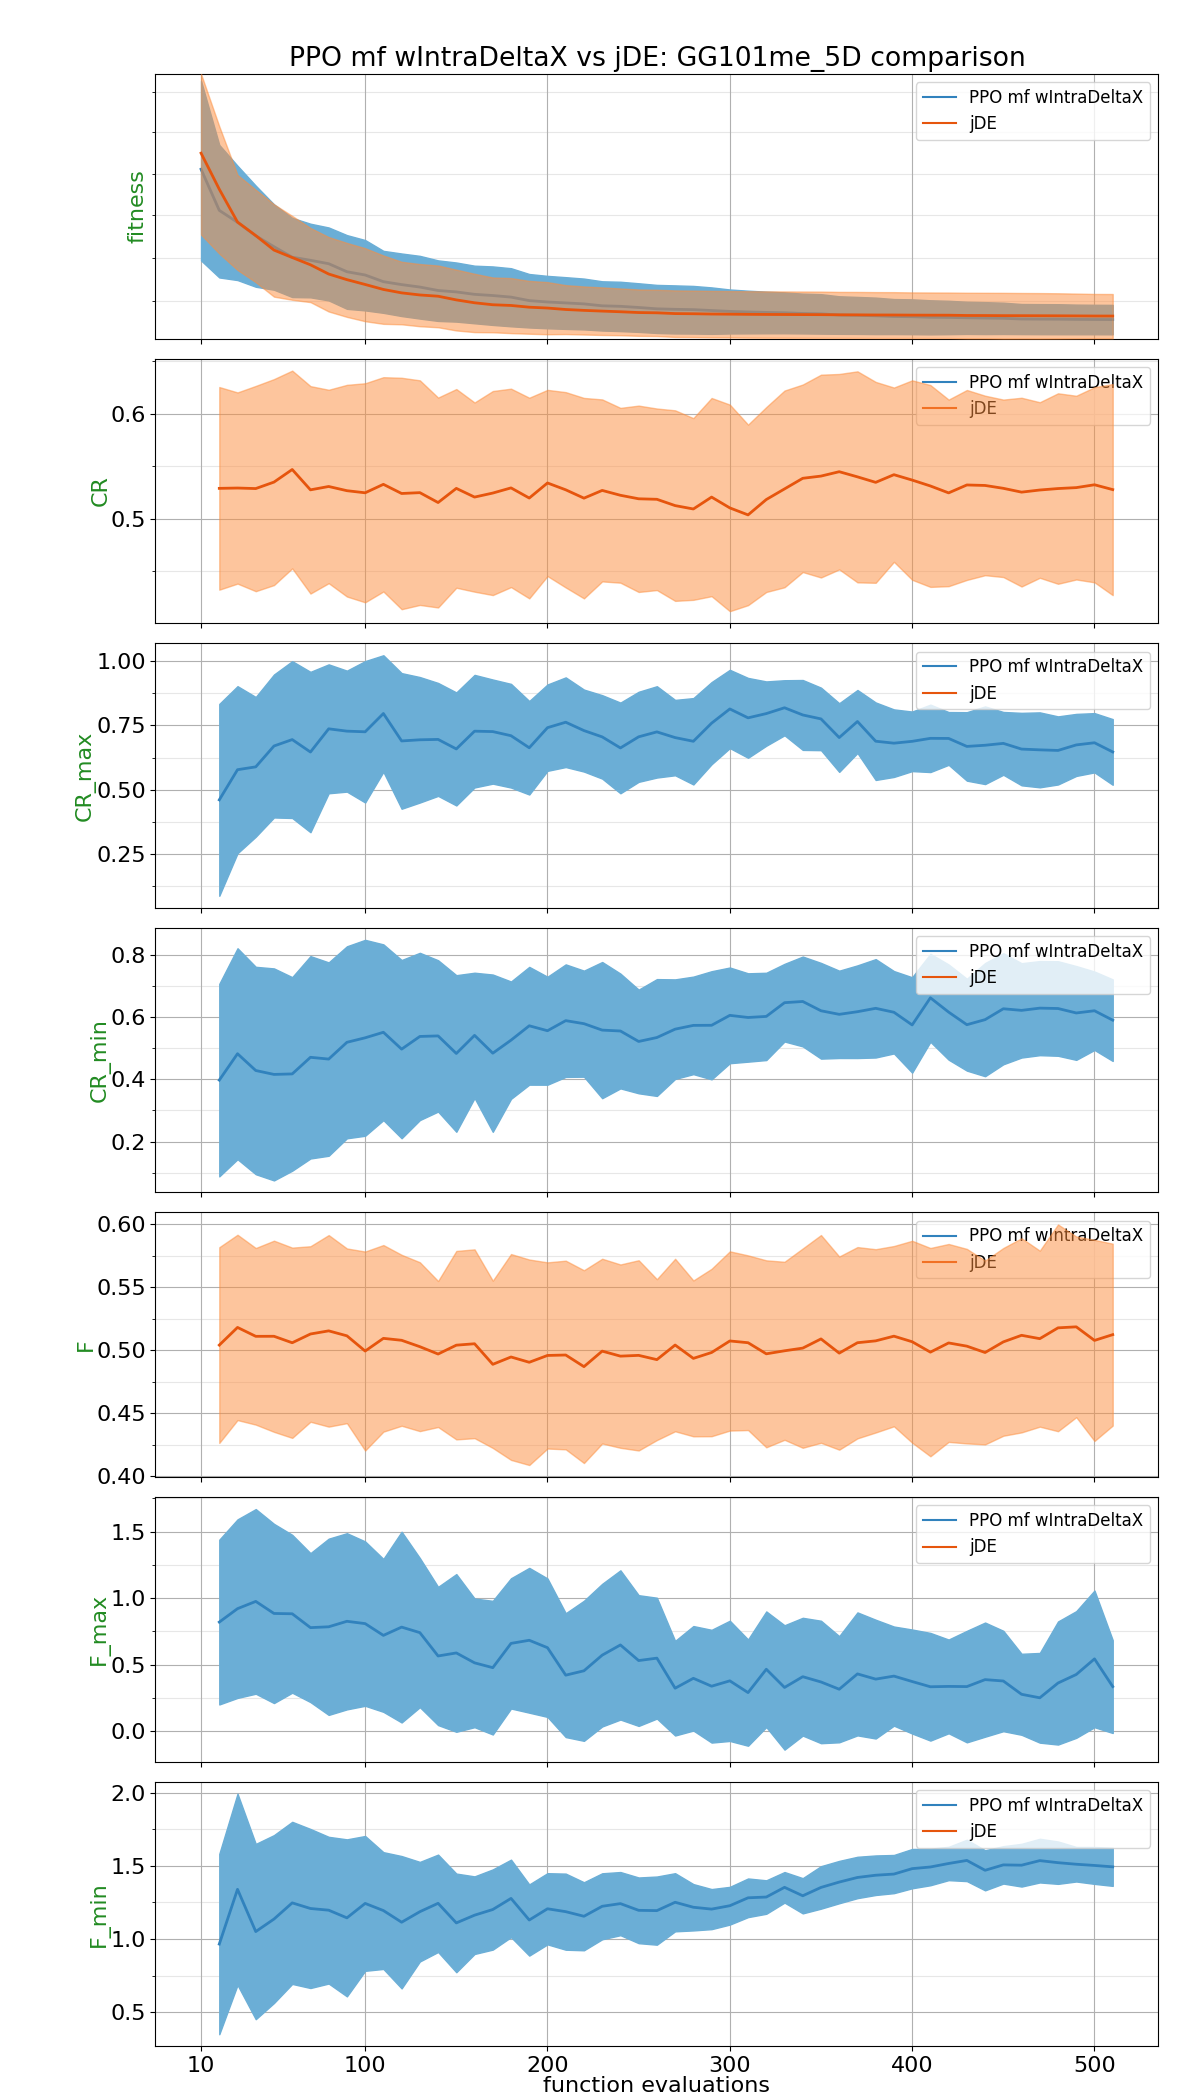 PPO mf wIntraDeltaX vs jDE: GG101me_5D comparison
fitness
PPO mf wIntraDeltaX
jDE
CR
0.6
0.5
PPO mf wIntraDeltaX
jDE
CR_max
1.00
0.75
0.50
0.25
PPO mf wIntraDeltaX
jDE
CR_min
0.8
0.6
0.4
0.2
PPO mf wIntraDeltaX
jDE
F
0.60
0.55
0.50
0.45
0.40
PPO mf wIntraDeltaX
jDE
F_max
1.5
1.0
0.5
0.0
PPO mf wIntraDeltaX
jDE
F_min
2.0
1.5
1.0
0.5
PPO mf wIntraDeltaX
jDE
10 100 200 300 400 500
function evaluations